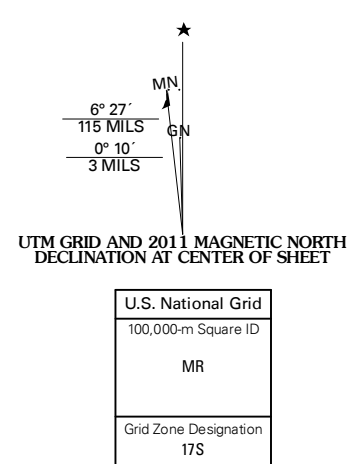 ★
MN
6° 27´
115 MILS
GN
0° 10´
3 MILS
UTM GRID AND 2011 MAGNETIC NORTH
DECLINATION AT CENTER OF SHEET
U.S. National Grid
100,000-m Square ID
MR
Grid Zone Designation
17S